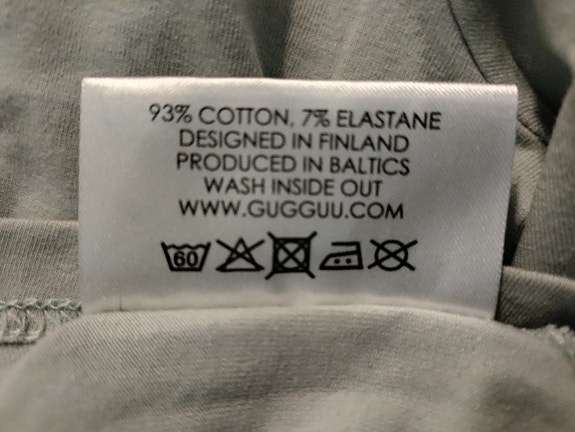 93% COTTON, 7% ELASTANE
DESIGNED IN FINLAND
PRODUCED IN BALTICS
WASH INSIDE OUT
WWW.GUGGUU.COM
60